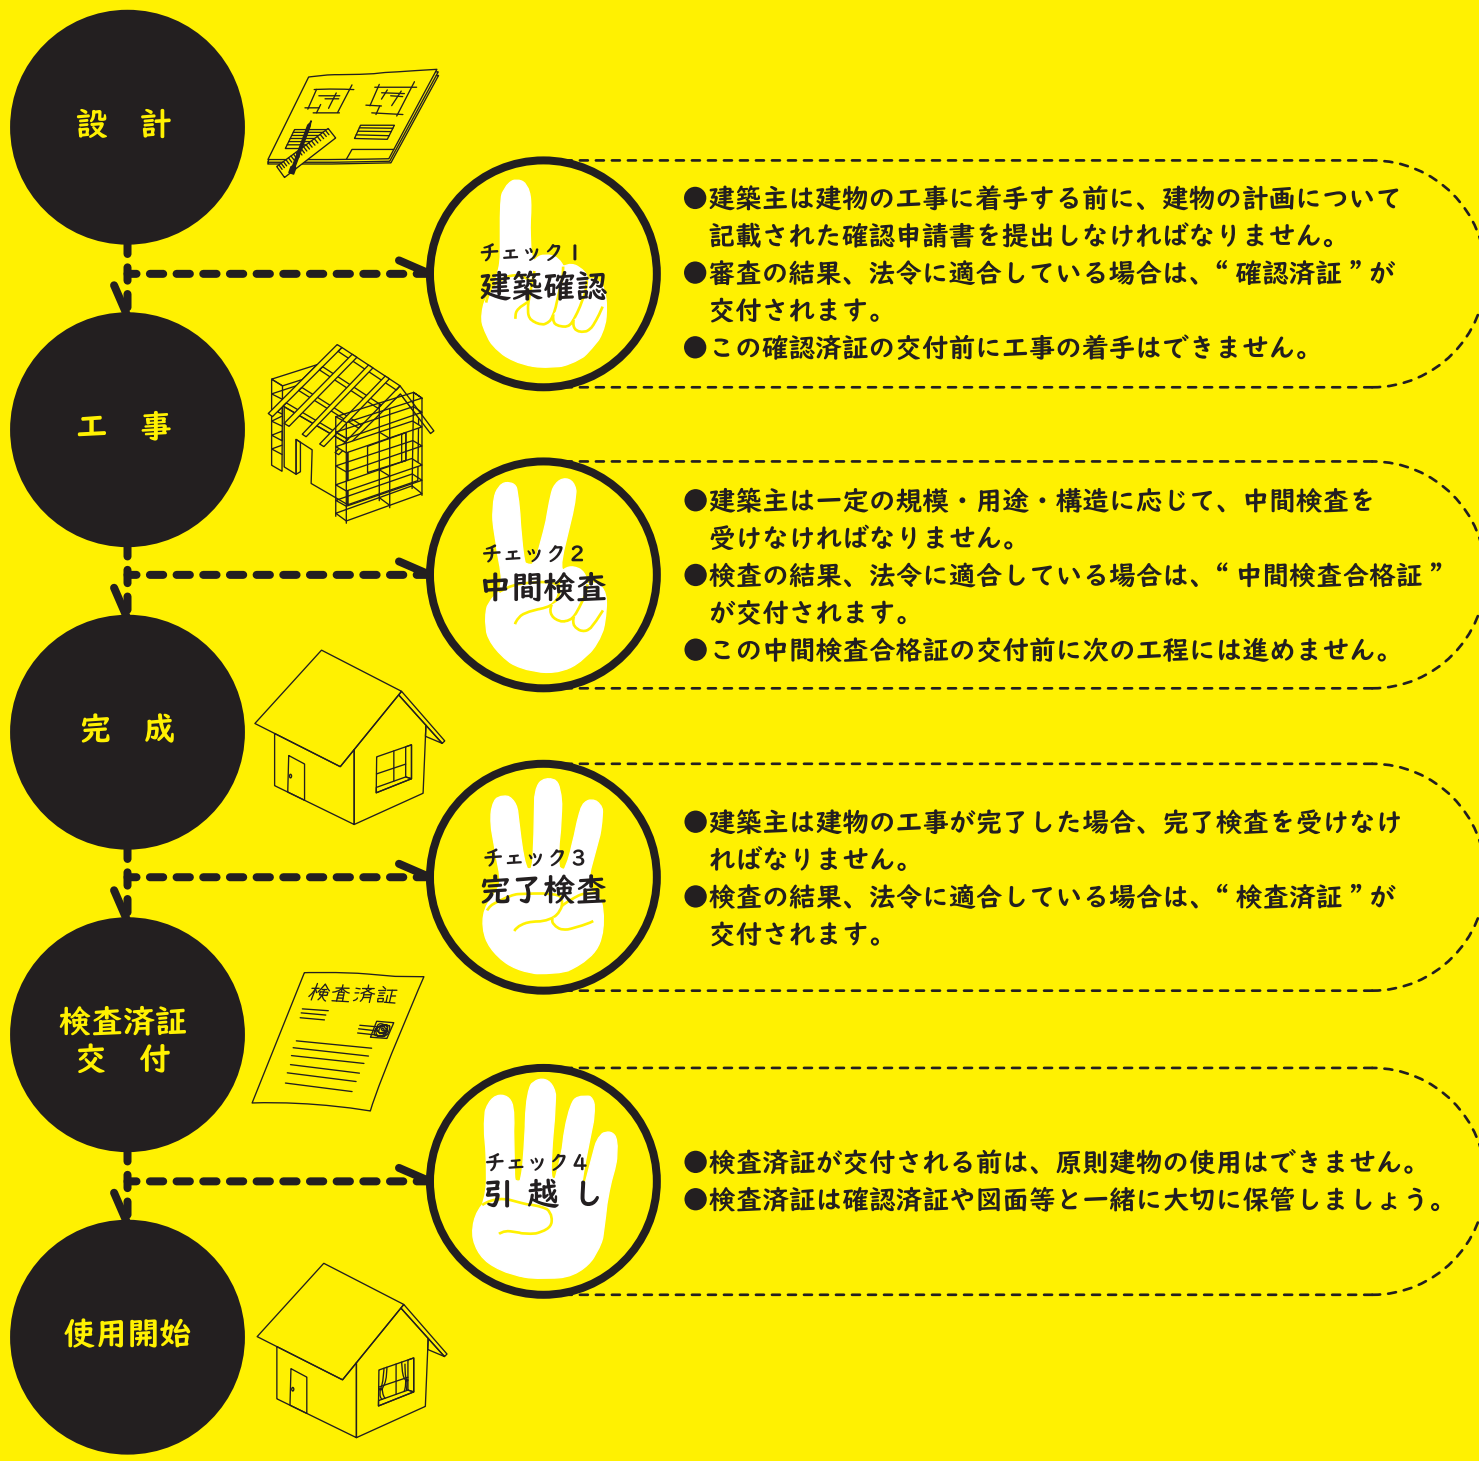 設 計
チェック1
建築確認
●建築主は建物の工事に着手する前に、建物の計画について
記載された確認申請書を提出しなければなりません。
●審査の結果、法令に適合している場合は、“確認済証”が
交付されます。
●この確認済証の交付前に工事の着手はできません。
工 事
チェック2
中間検査
●建築主は一定の規模・用途・構造に応じて、中間検査を
受けなければなりません。
●検査の結果、法令に適合している場合は、“中間検査合格証”
が交付されます。
●この中間検査合格証の交付前に次の工程には進めません。
完 成
チェック3
完了検査
●建築主は建物の工事が完了した場合、完了検査を受けなけ
ればなりません。
●検査の結果、法令に適合している場合は、“検査済証”が
交付されます。
検査済証
交 付
検査済証
チェック4
引越し
●検査済証が交付される前は、原則建物の使用はできません。
●検査済証は確認済証や図面等と一緒に大切に保管しましょう。
使用開始